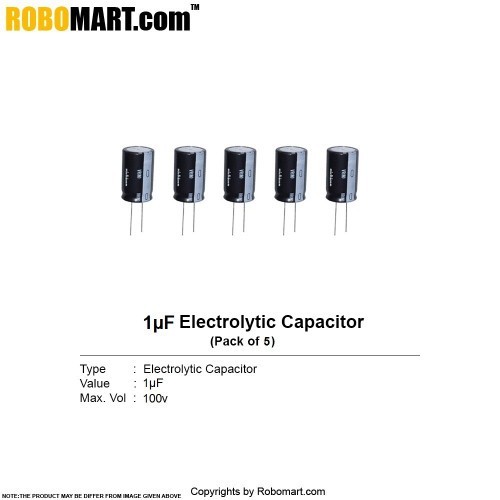 ROBOMART.com™
1µF Electrolytic Capacitor
(Pack of 5)
Type : Electrolytic Capacitor
Value : 1µF
Max. Vol : 100v
Copyrights by Robomart.com
NOTE:THE PRODUCT MAY BE DIFFER FROM IMAGE GIVEN ABOVE